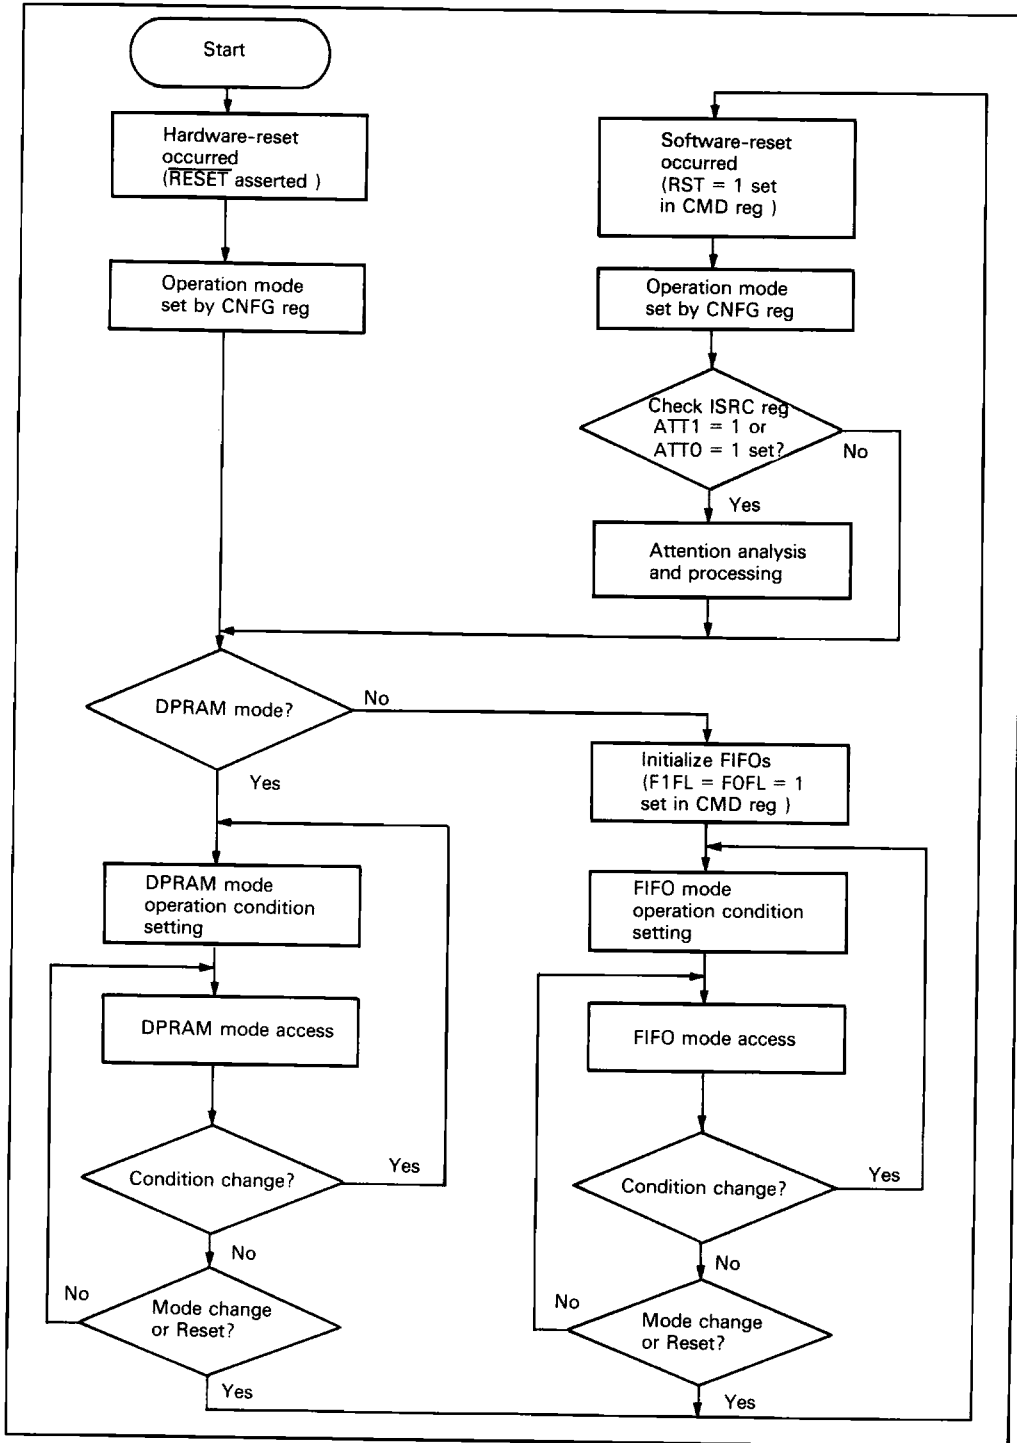 Start
Hardware-reset
occurred
(RESET asserted )
Operation mode
set by CNFG reg
Software-reset
occurred
(RST = 1 set
in CMD reg )
Operation mode
set by CNFG reg
Check ISRC reg
ATT1 = 1 or
ATT0 = 1 set?
No
Yes
Attention analysis
and processing
DPRAM mode?
No
Yes
Initialize FIFOs
(F1FL = F0FL = 1
set in CMD reg )
DPRAM mode
operation condition
setting
DPRAM mode access
Condition change?
Yes
No
Mode change
or Reset?
No
Yes
FIFO mode
operation condition
setting
FIFO mode access
Condition change?
Yes
No
Mode change
or Reset?
No
Yes